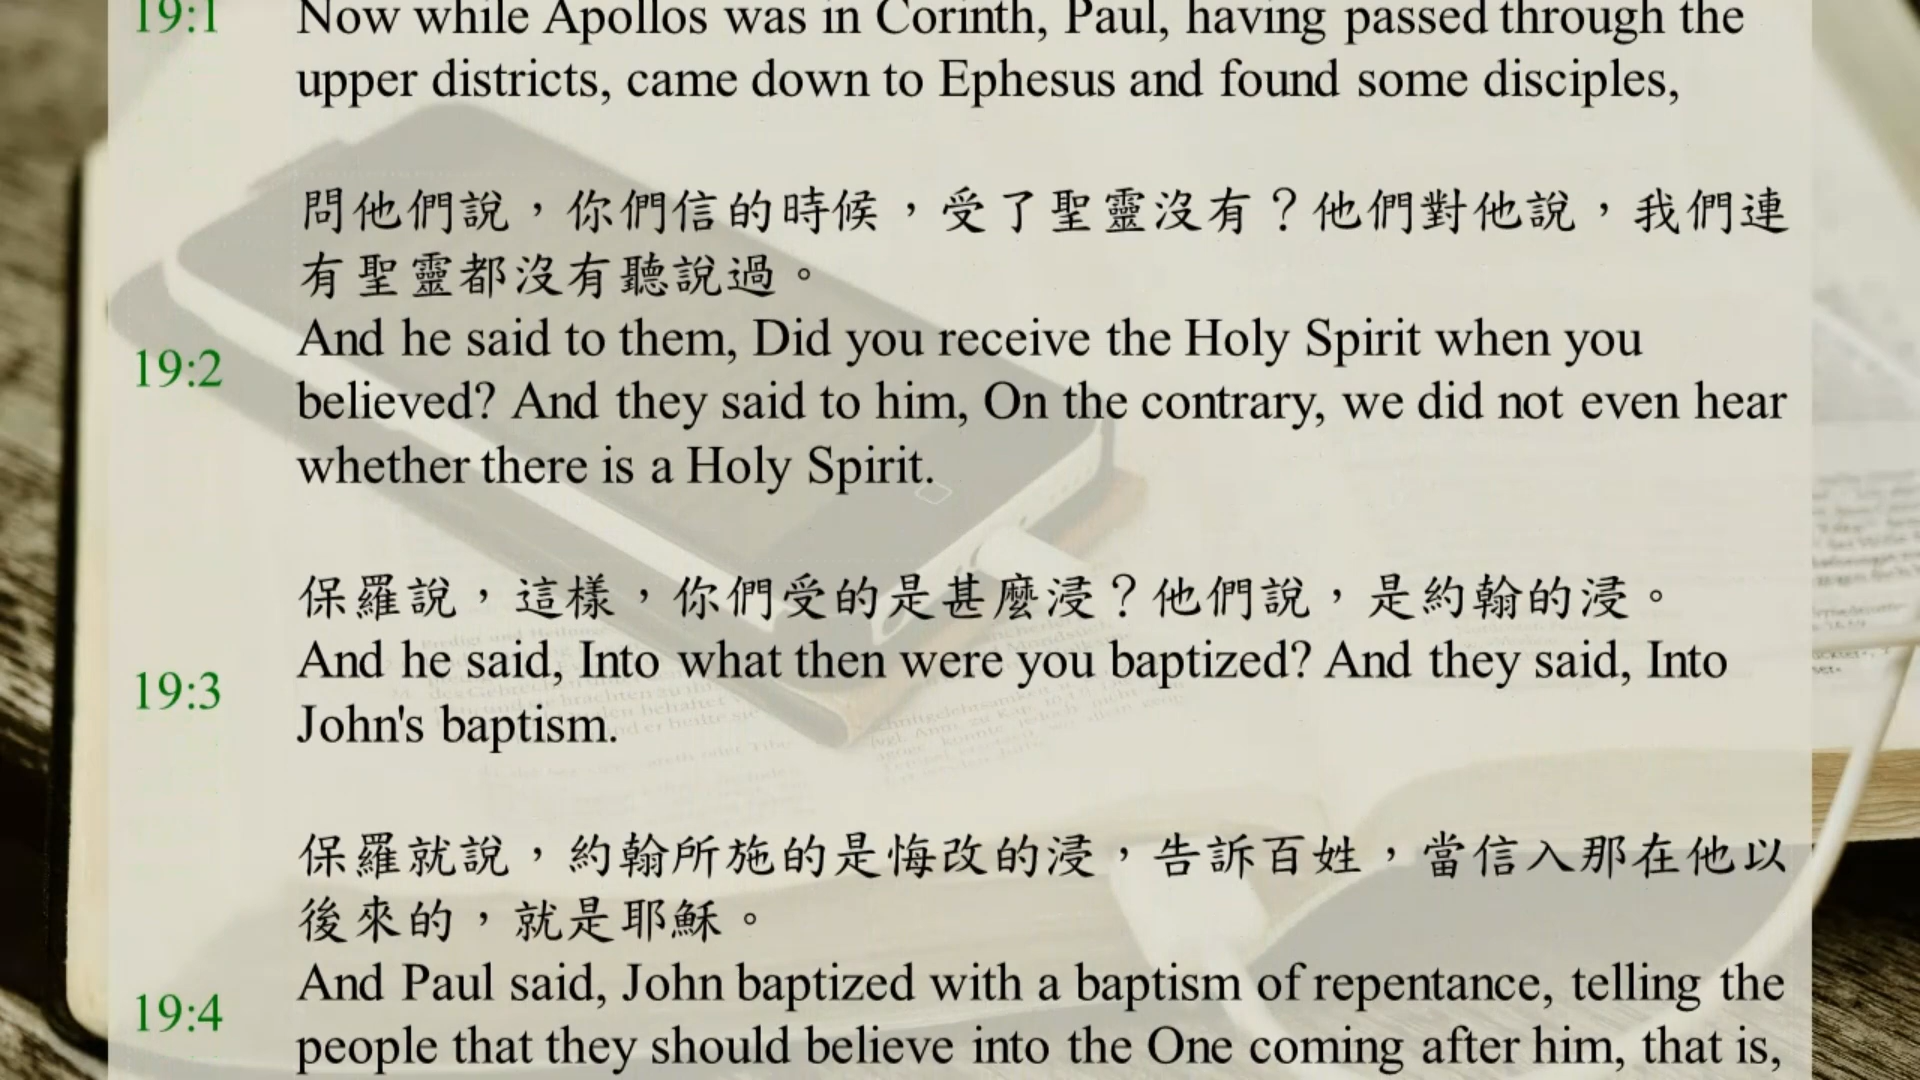 19:1 Now while Apollos was in Corinth, Paul, having passed through the
upper districts, came down to Ephesus and found some disciples,
問他們說，你們信的時候，受了聖靈沒有？他們對他說，我們連
有聖靈都沒有聽說過。
And he said to them, Did you receive the Holy Spirit when you
19:2 believed? And they said to him, On the contrary, we did not even hear
whether there is a Holy Spirit.
保羅說，這樣，你們受的是甚麼浸？他們說，是約翰的浸。
And he said, Into what then were you baptized? And they said, Into
19:3 John's baptism.
保羅就說，約翰所施的是悔改的浸，告訴百姓，當信入那在他以
後來的，就是耶穌。
And Paul said, John baptized with a baptism of repentance, telling the
19:4 people that they should believe into the One coming after him, that is,